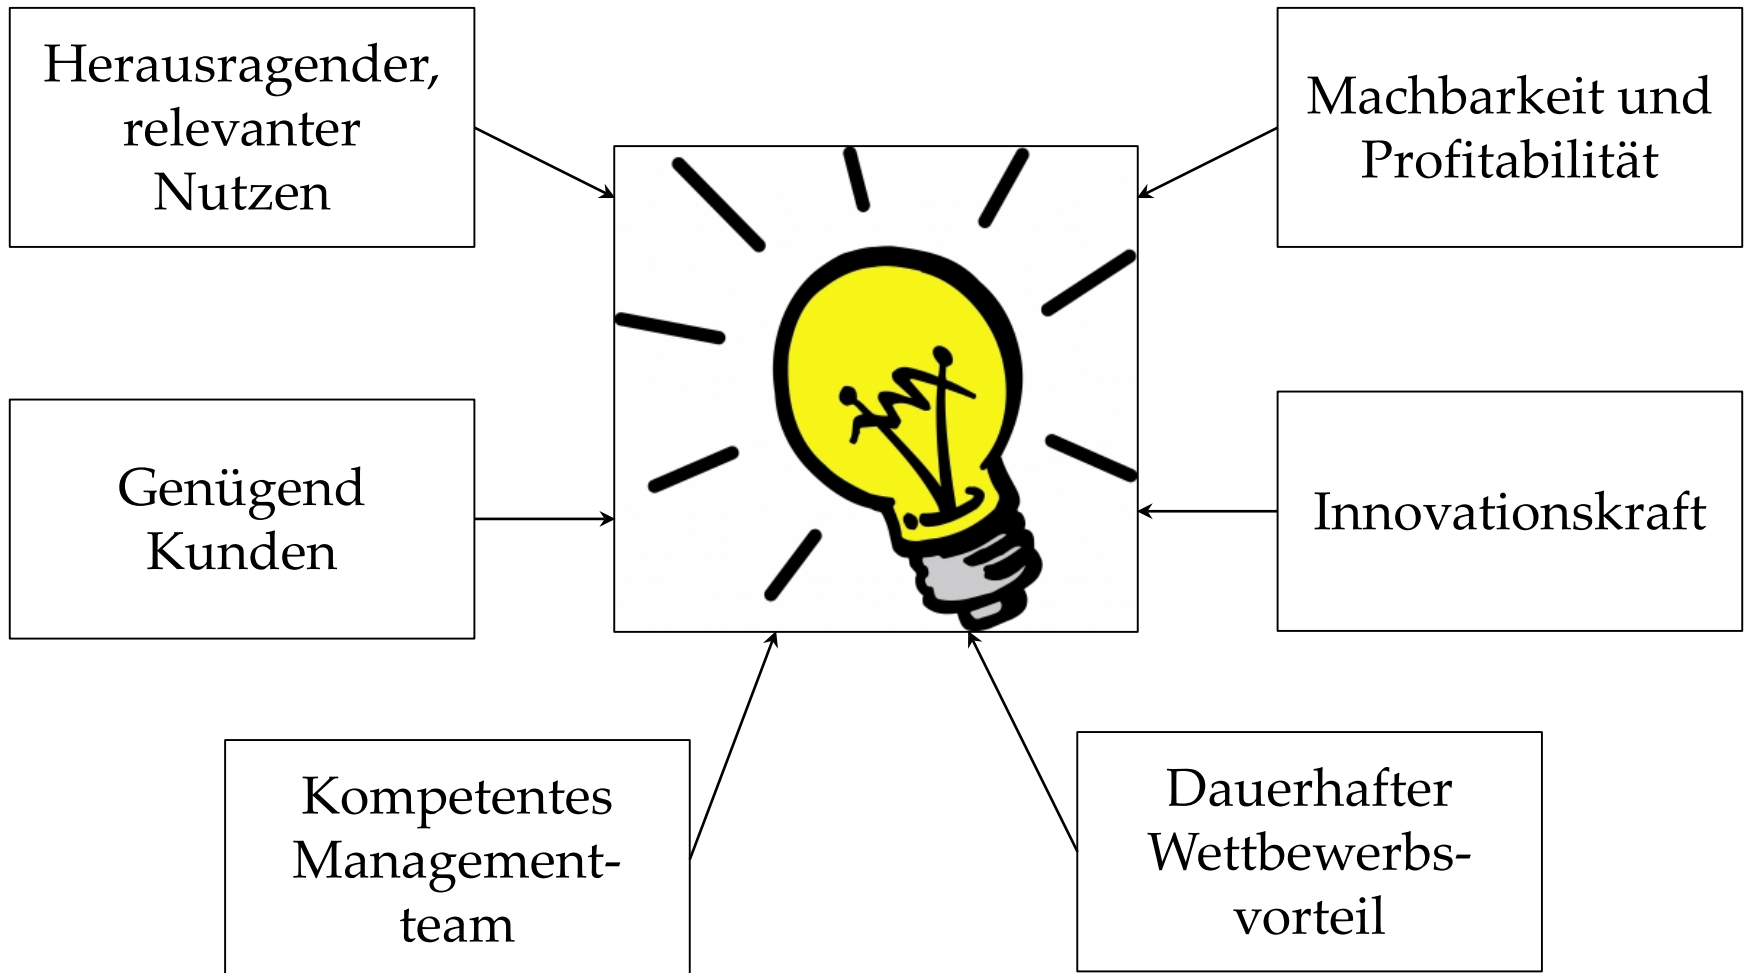 Herausragender,
relevanter
Nutzen
Machbarkeit und
Profitabilität
Genügend
Kunden
Innovationskraft
Kompetentes
Management-
team
Dauerhafter
Wettbewerbs-
vorteil